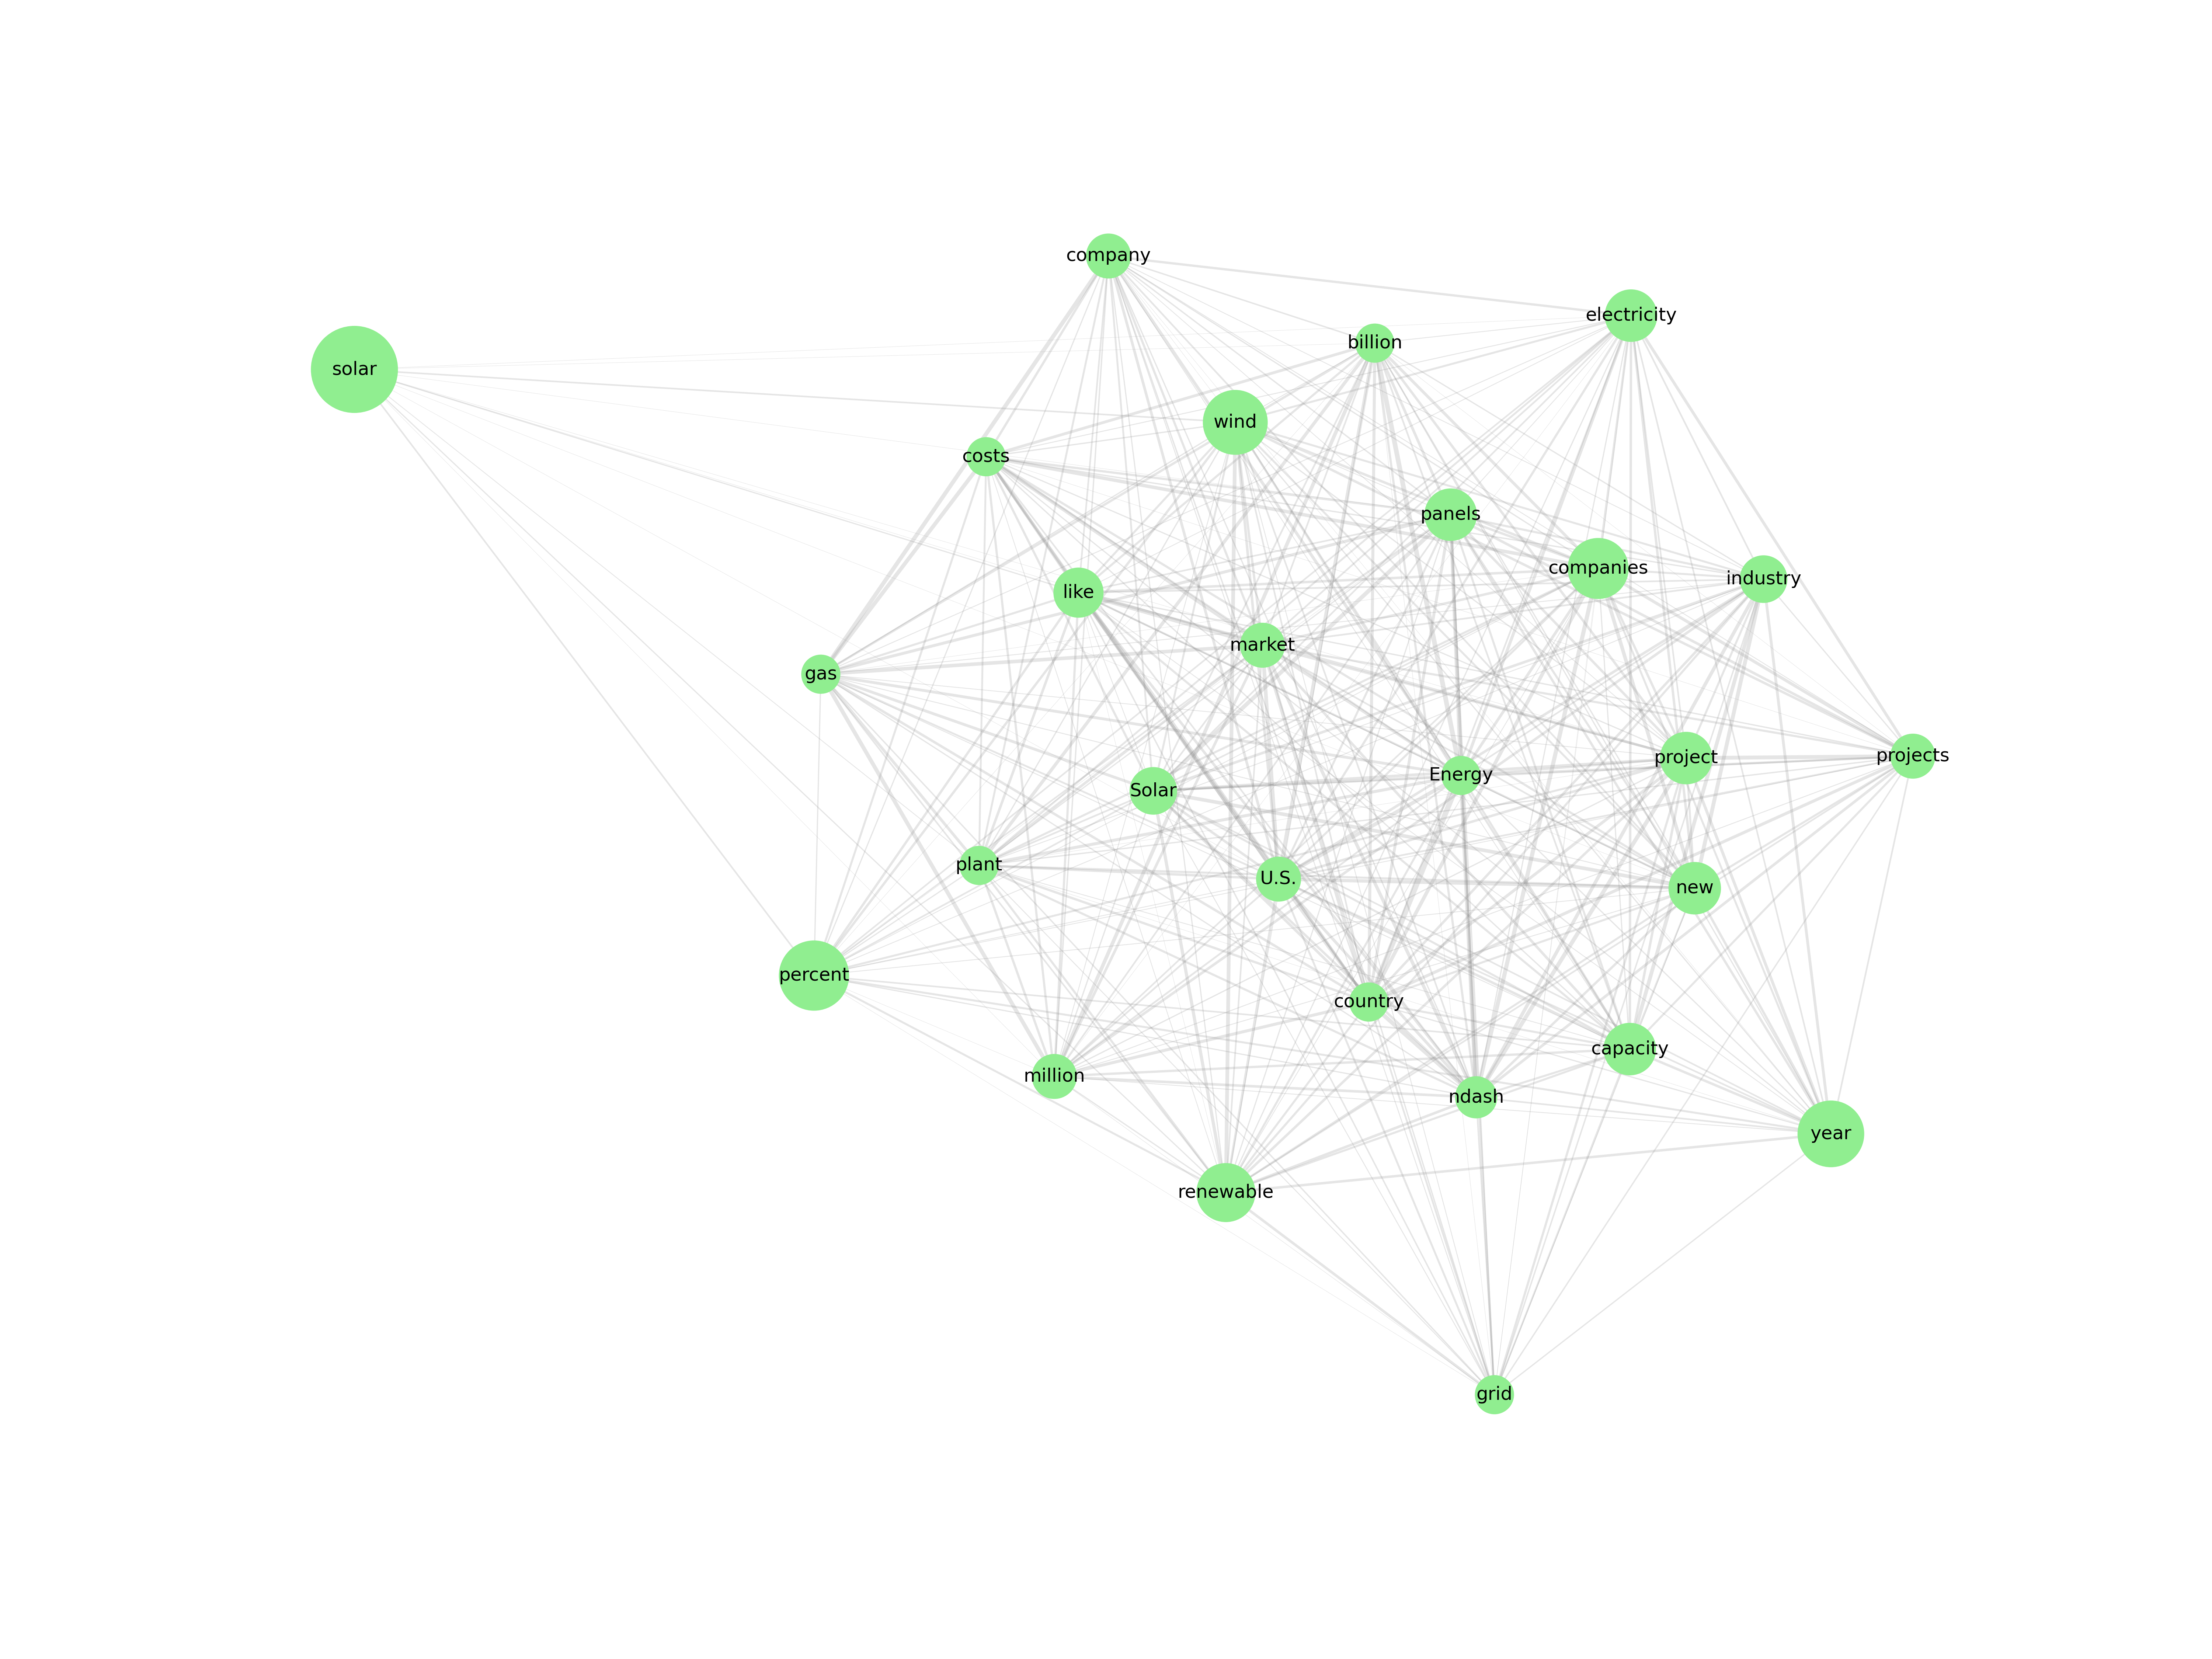 company
electricity
billion
solar
wind
costs
panels
companies
industry
like
market
gas
projects
project
Energy
Solar
plant
U.S.
new
percent
country
capacity
million
ndash
year
renewable
grid